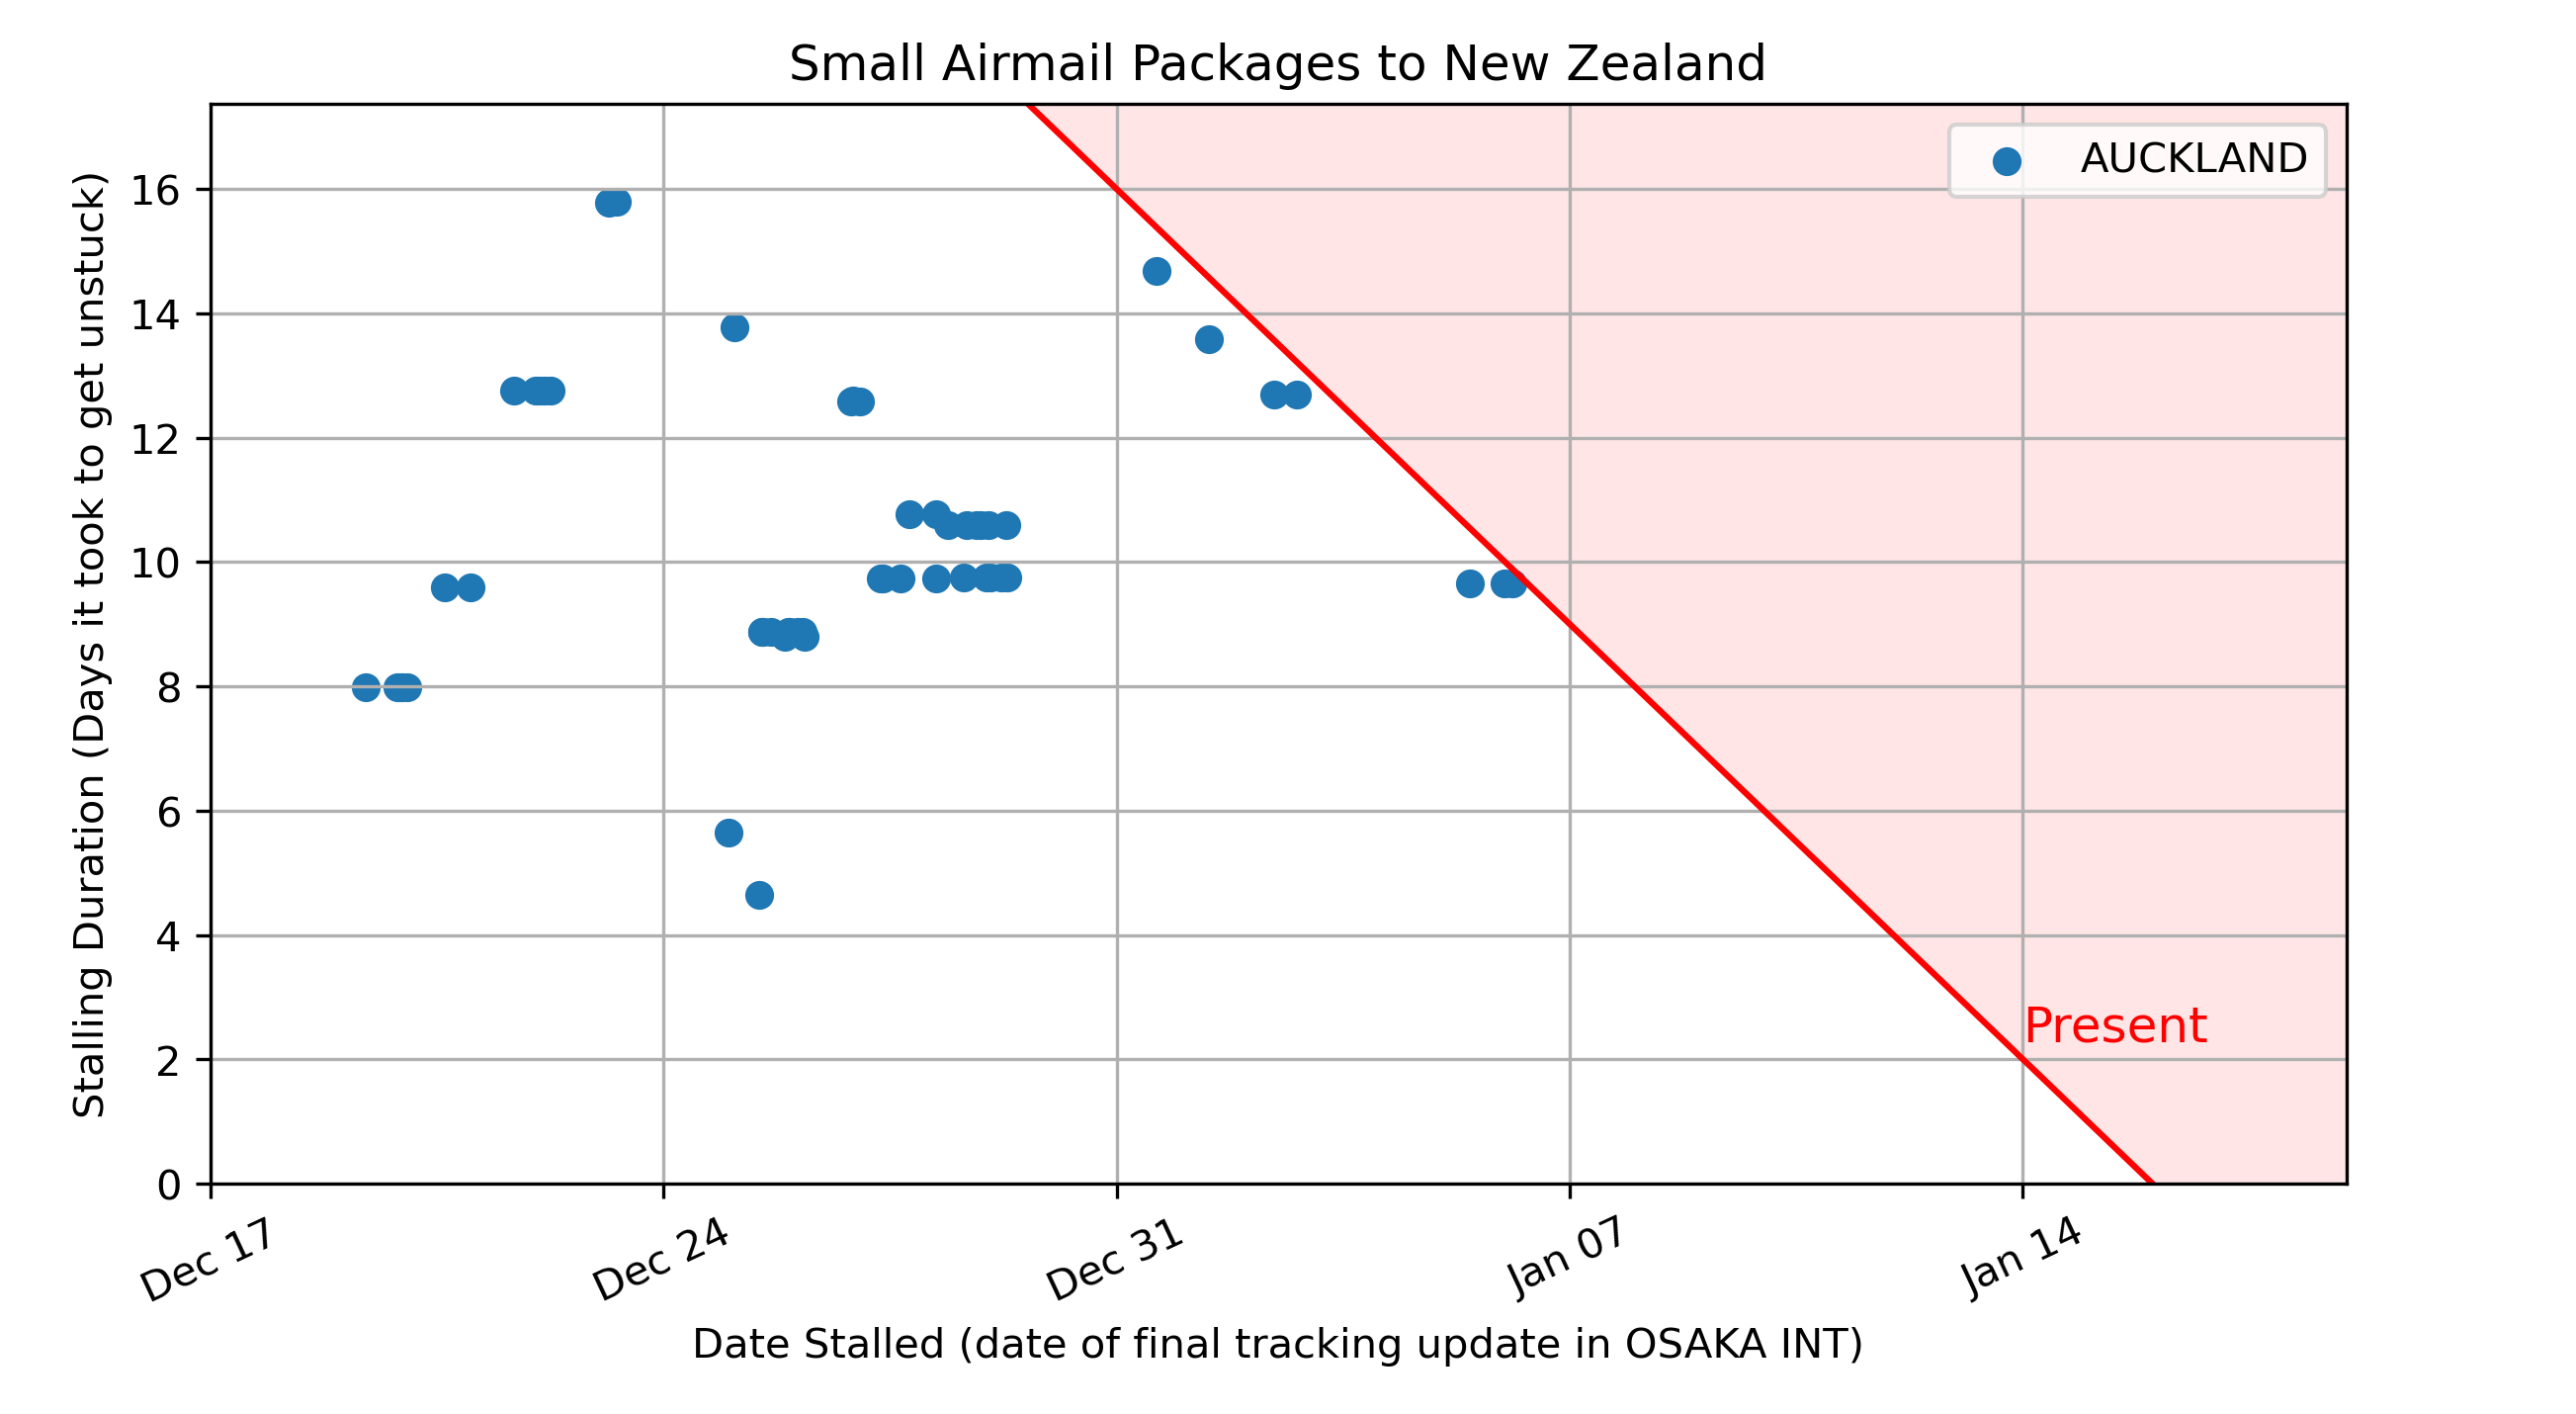 Small Airmail Packages to New Zealand
AUCKLAND
Stalling Duration (Days it took to get unstuck)
16
14
12
10
8
6
4
2
0
Present
Dec 17
Dec 24
Dec 31
Jan 07
Jan 14
Date Stalled (date of final tracking update in OSAKA INT)